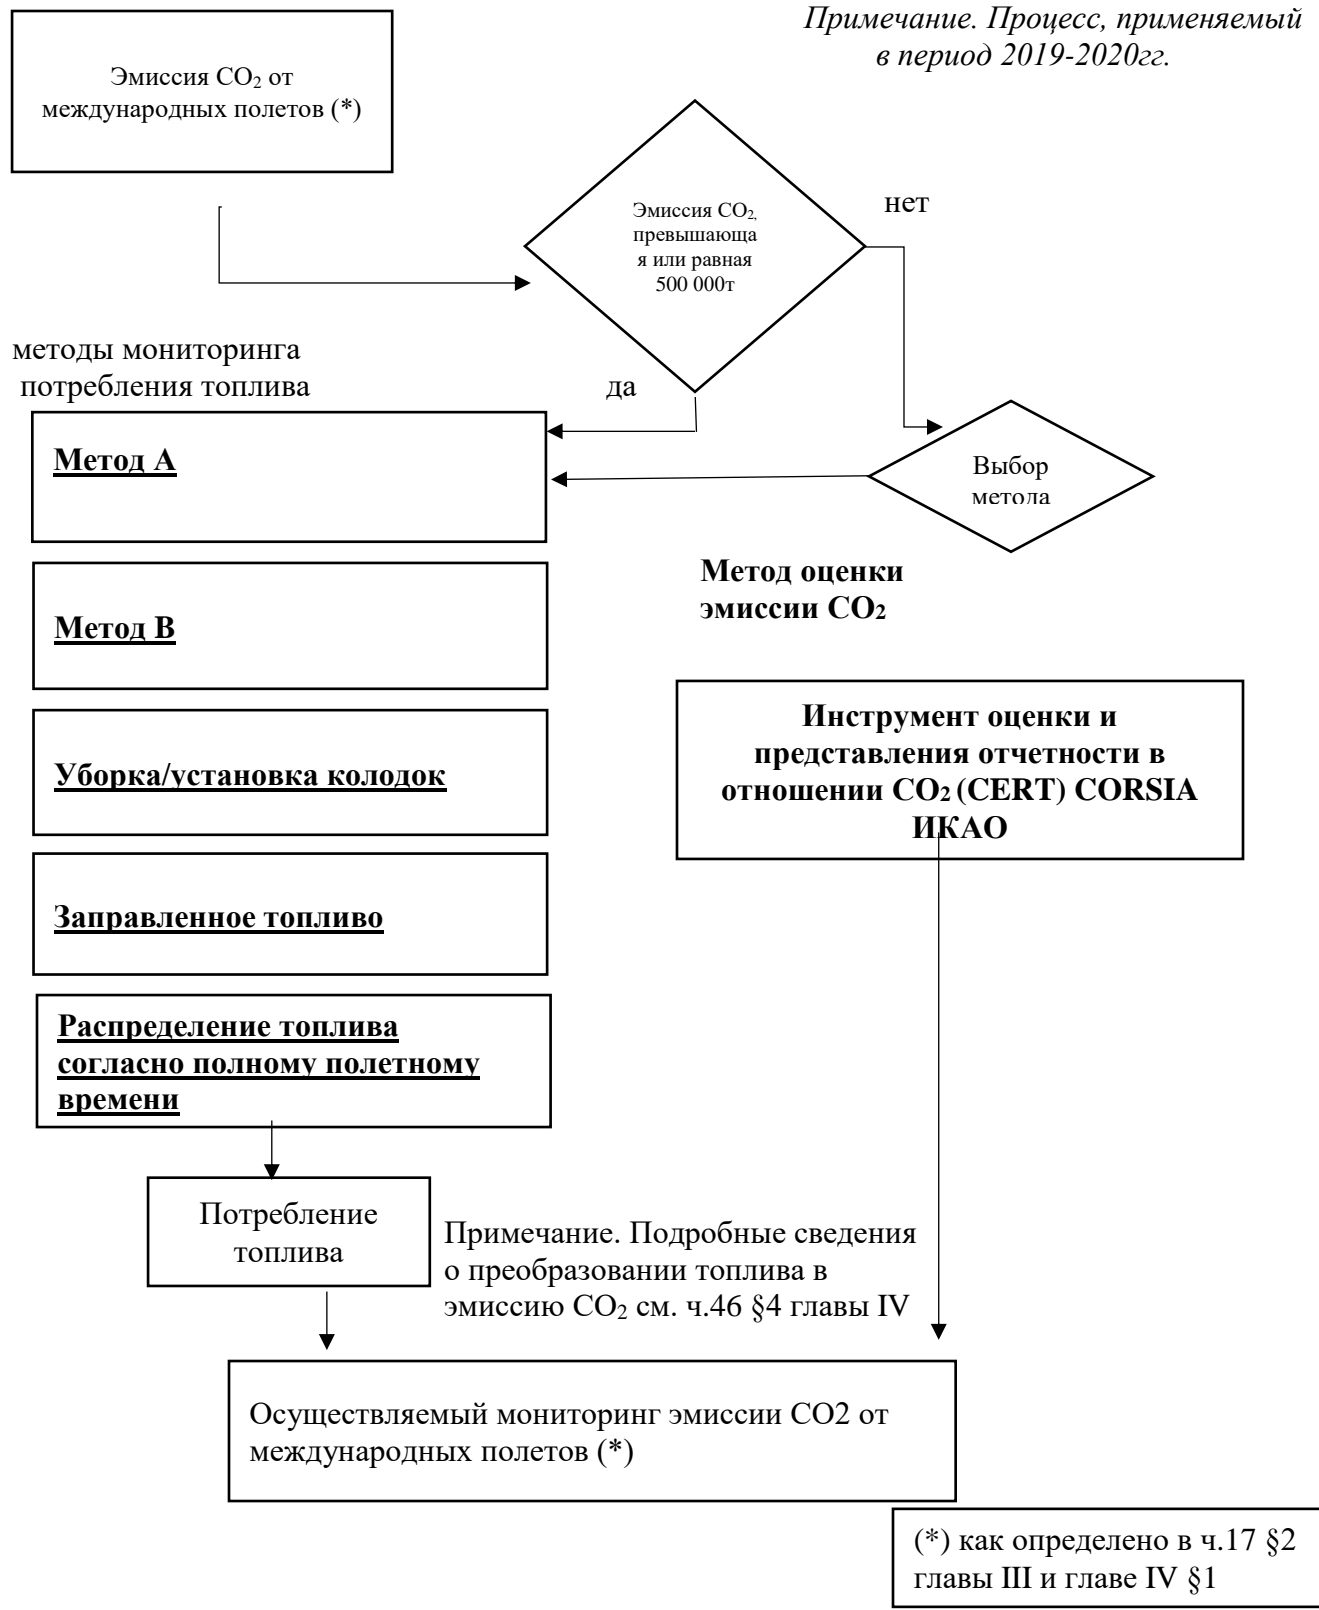 Примечание. Процесс, применяемый
в период 2019-2020гг.
Эмиссия CO₂ от
международных полетов (*)
Эмиссия CO₂,
превышающа
я или равная
500 000т
нет
методы мониторинга
потребления топлива
да
Метод А
Выбор
метода
Метод оценки
эмиссии CO₂
Метод В
Инструмент оценки и
представления отчетности в
отношении CO₂ (CERT) CORSIA
ИКАО
Уборка/установка колодок
Заправленное топливо
Распределение топлива
согласно полному полетному
времени
Потребление
топлива
Примечание. Подробные сведения
о преобразовании топлива в
эмиссию CO₂ см. ч.46 §4 главы IV
Осуществляемый мониторинг эмиссии CO2 от
международных полетов (*)
(*) как определено в ч.17 §2
главы III и главе IV §1